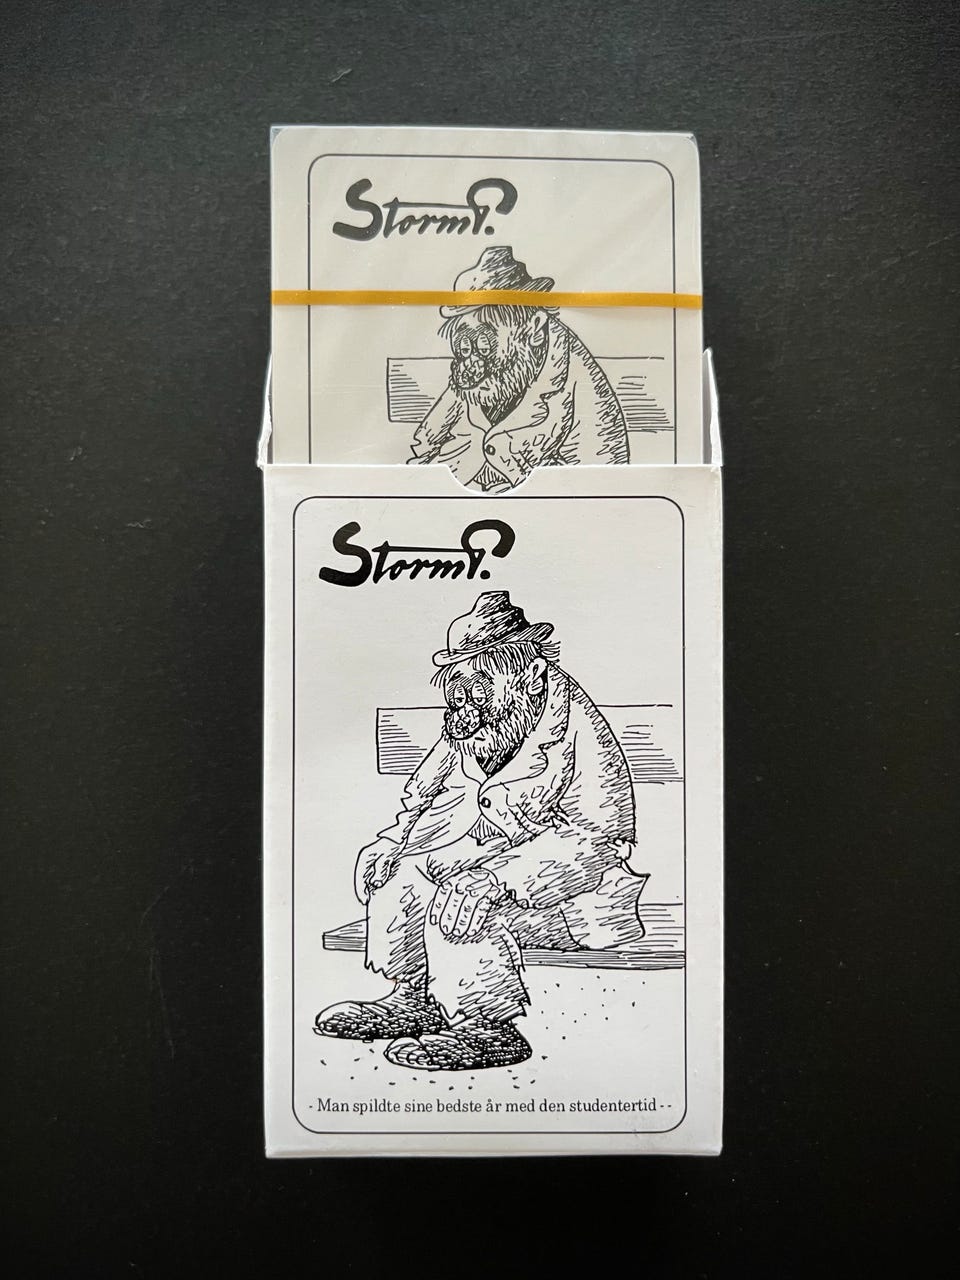 Storm P.
Storm P.
- Man spildte sine bedste år med den studentertid - -